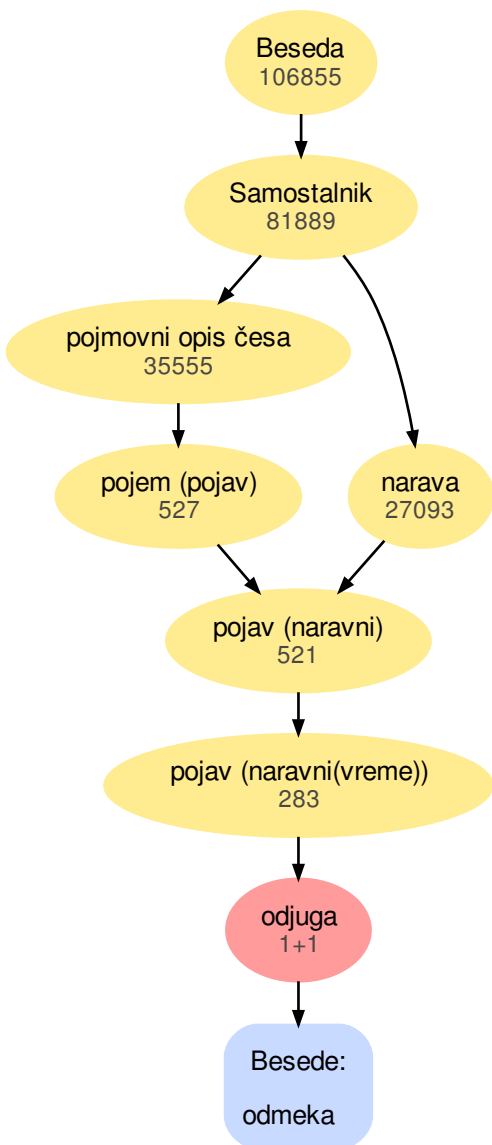 Beseda
106855
Samostalnik
81889
pojmovni opis česa
35555
pojem (pojav)
527
narava
27093
pojav (naravni)
521
pojav (naravni(vreme))
283
odjuga
1+1
Besede:
odmeka